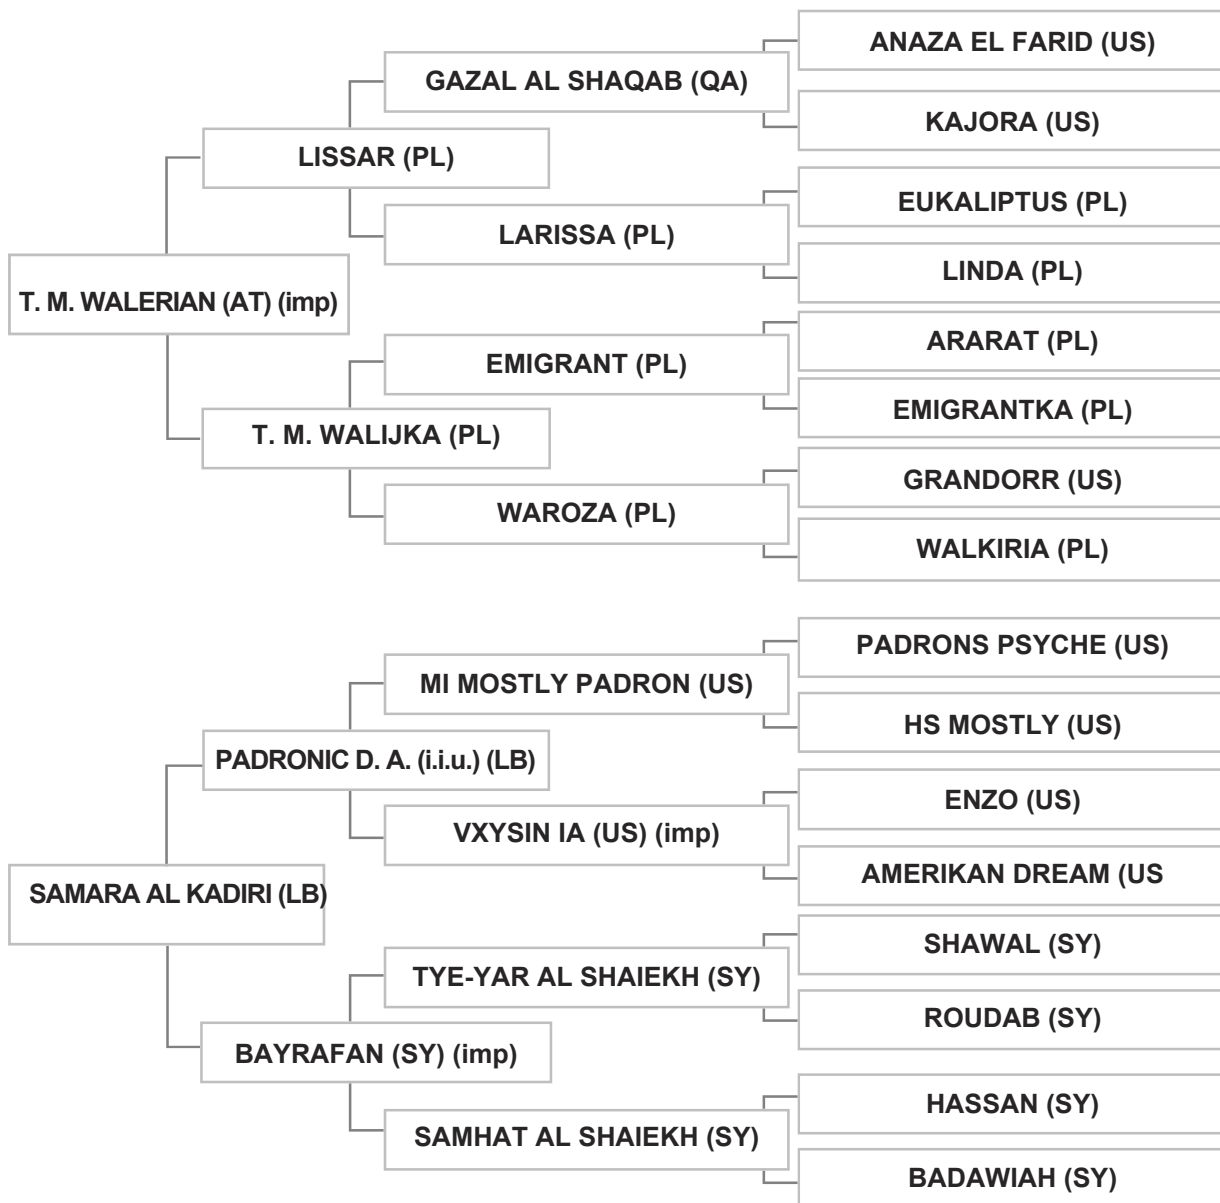 ANAZA EL FARID (US)
GAZAL AL SHAQAB (QA)
KAJORA (US)
LISSAR (PL)
EUKALIPTUS (PL)
LARISSA (PL)
LINDA (PL)
T. M. WALERIAN (AT) (imp)
ARARAT (PL)
EMIGRANT (PL)
EMIGRANTKA (PL)
T. M. WALIJKA (PL)
GRANDORR (US)
WAROZA (PL)
WALKIRIA (PL)
PADRONS PSYCHE (US)
MI MOSTLY PADRON (US)
HS MOSTLY (US)
PADRONIC D. A. (i.i.u.) (LB)
ENZO (US)
VXYSIN IA (US) (imp)
AMERIKAN DREAM (US
SAMARA AL KADIRI (LB)
SHAWAL (SY)
TYE-YAR AL SHAIEKH (SY)
ROUDAB (SY)
BAYRAFAN (SY) (imp)
HASSAN (SY)
SAMHAT AL SHAIEKH (SY)
BADAWIAH (SY)